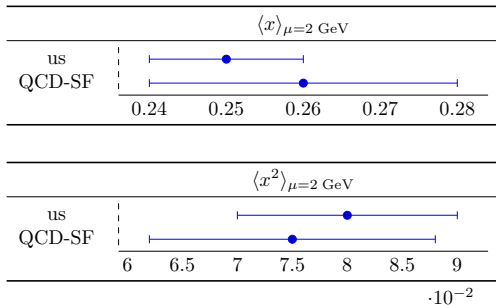 ⟨x⟩μ=2 GeV
us
QCD-SF
0.24 0.25 0.26 0.27 0.28
⟨x²⟩μ=2 GeV
us
QCD-SF
6 6.5 7 7.5 8 8.5 9
·10⁻²